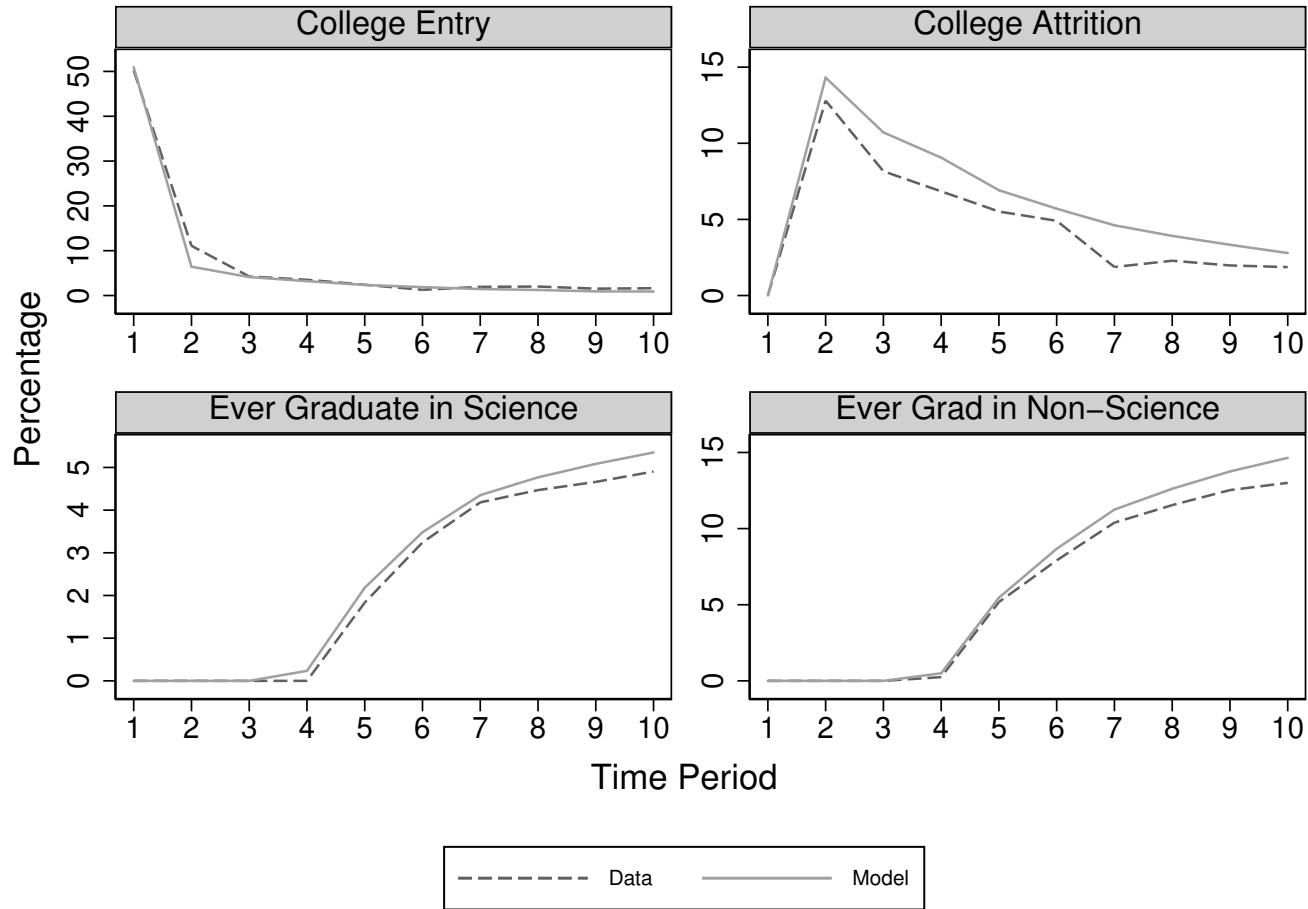 College Entry
College Attrition
Percentage
0 10 20 30 40 50
1 2 3 4 5 6 7 8 9 10
0 5 10 15
1 2 3 4 5 6 7 8 9 10
Ever Graduate in Science
Ever Grad in Non−Science
0 1 2 3 4 5
1 2 3 4 5 6 7 8 9 10
0 5 10 15
1 2 3 4 5 6 7 8 9 10
Time Period
Data Model